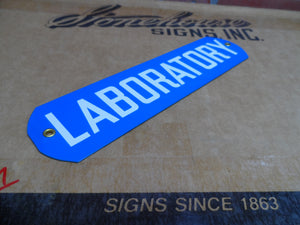 Stonehouse
SIGNS INC.
LABORATORY
SIGNS SINCE 1863